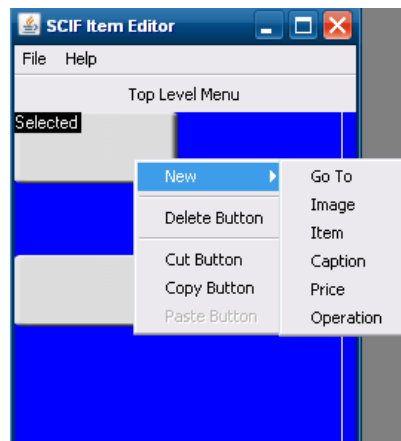 SCIF Item Editor
File Help
Top Level Menu
Selected
New
Delete Button
Cut Button
Copy Button
Paste Button
Go To
Image
Item
Caption
Price
Operation